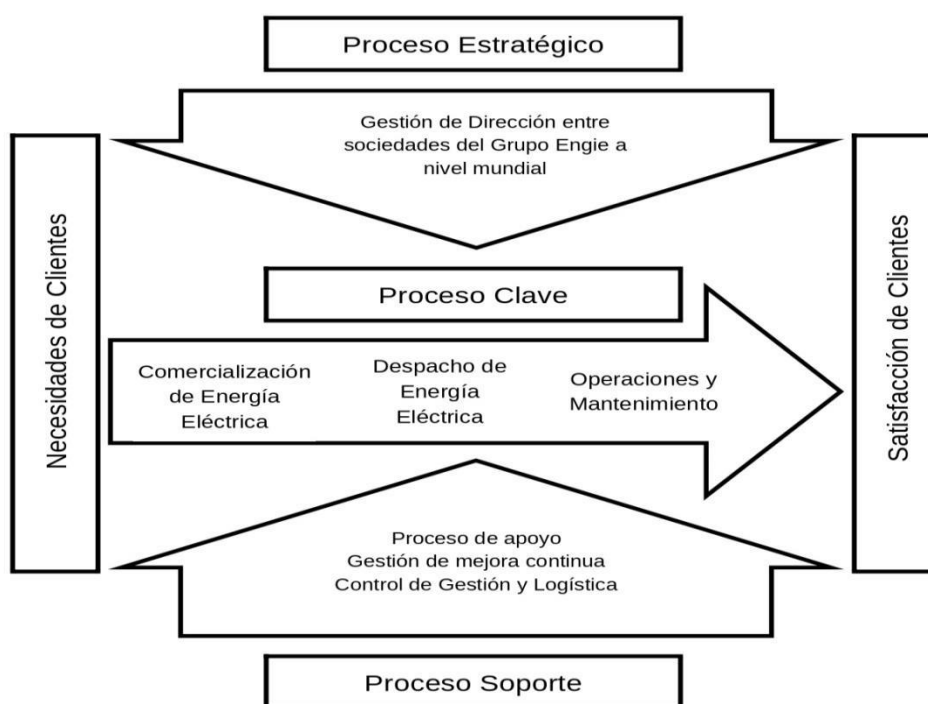 Proceso Estratégico
Gestión de Dirección entre
sociedades del Grupo Engie a
nivel mundial
Necesidades de Clientes
Proceso Clave
Comercialización
de Energía
Eléctrica
Despacho de
Energía
Eléctrica
Operaciones y
Mantenimiento
Satisfacción de Clientes
Proceso de apoyo
Gestión de mejora continua
Control de Gestión y Logística
Proceso Soporte